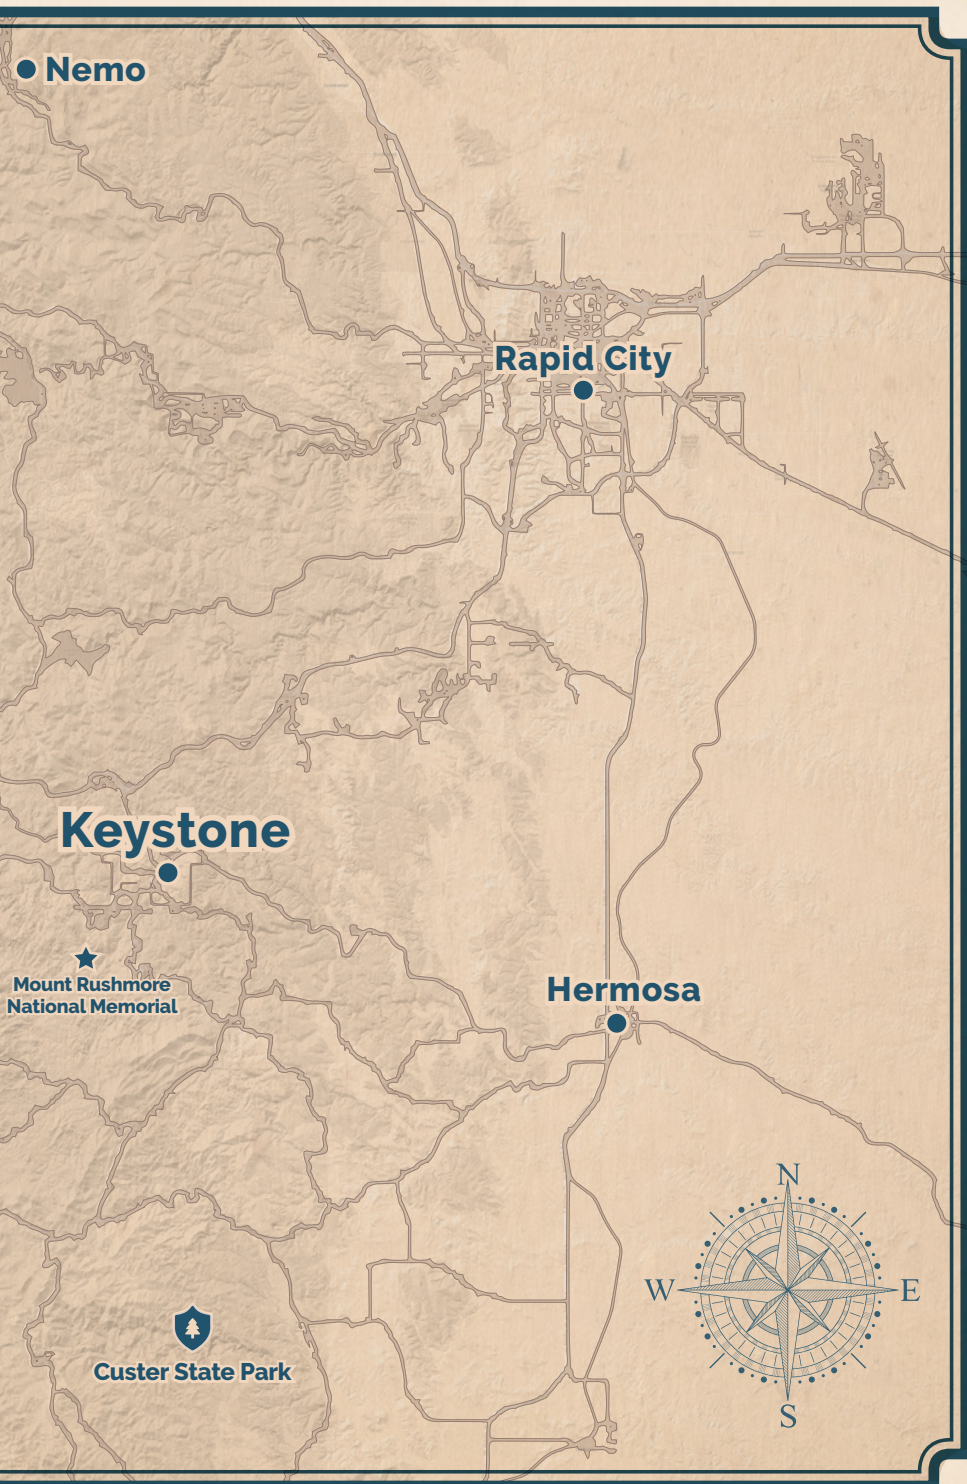 Nemo
Rapid City
Keystone
Mount Rushmore
National Memorial
Hermosa
N
W
E
S
Custer State Park